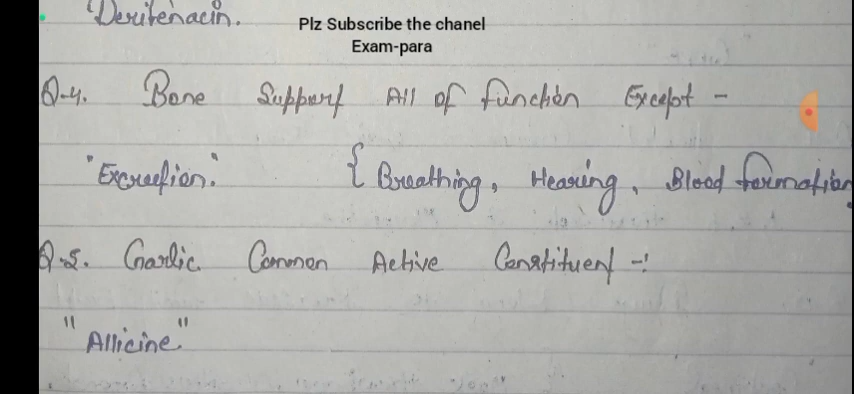 "Deritenacin.
Plz Subscribe the chanel
Exam-para
Q-4. Bone Support All of function Except -
"Excreation." { Breathing, Hearing, Blood formation
Q.5. Garlic Common Active Constituent -:
"Allicine"